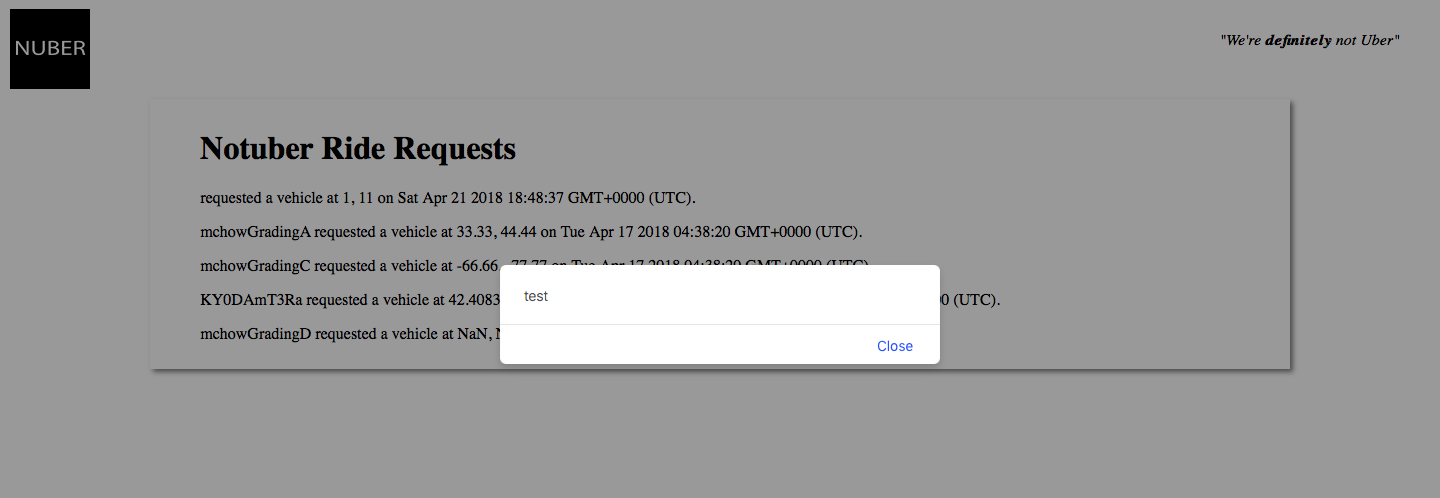 NUBER
"We're definitely not Uber"
Notuber Ride Requests
requested a vehicle at 1, 11 on Sat Apr 21 2018 18:48:37 GMT+0000 (UTC).
mchowGradingA requested a vehicle at 33.33, 44.44 on Tue Apr 17 2018 04:38:20 GMT+0000 (UTC).
mchowGradingC requested a vehicle at -66.66, -77.77 on Tue Apr 17 2018 04:38:20 GMT+0000 (UTC).
KY0DAmT3Ra requested a vehicle at 42.4083 (UTC).
mchowGradingD requested a vehicle at NaN,
test
Close